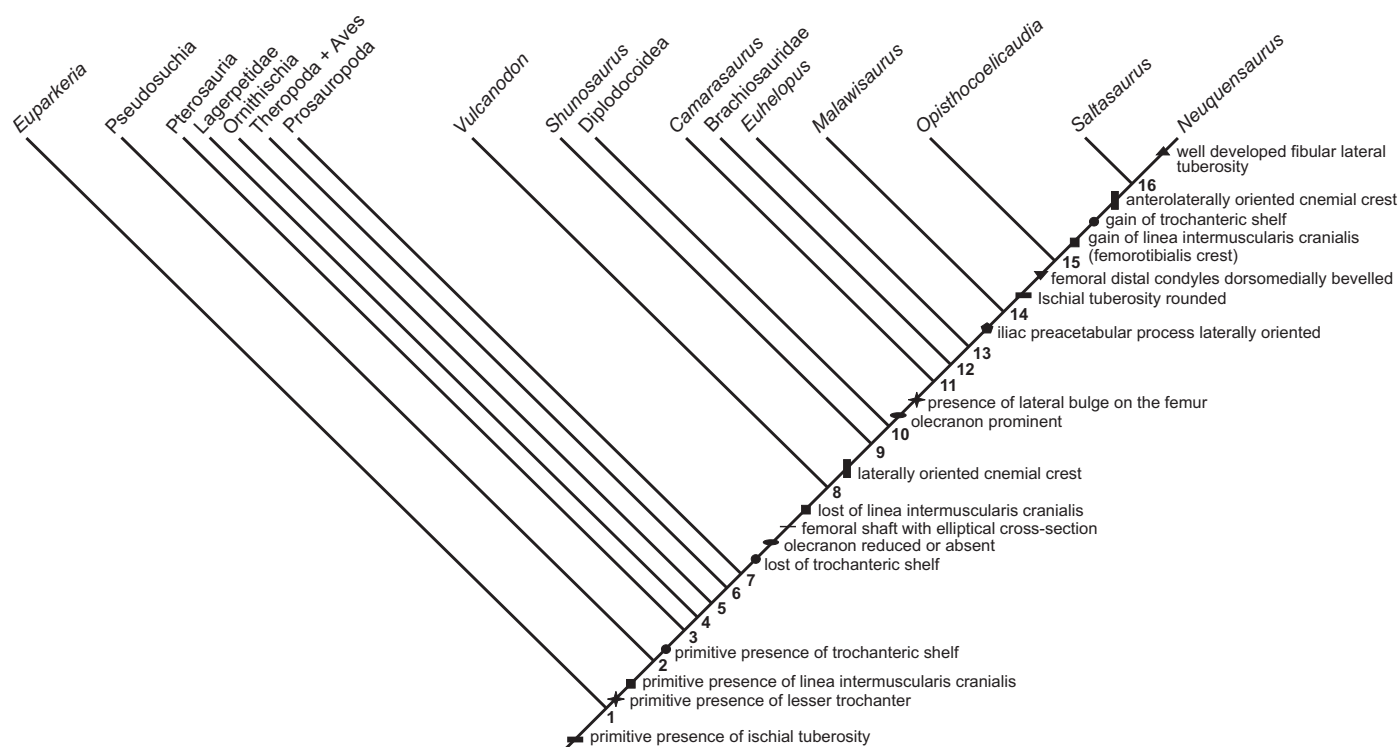 Euparkeria
Pseudosuchia
Pterosauria
Lagerpetidae
Ornithischia
Theropoda + Aves
Prosauropoda
Vulcanodon
Shunosaurus
Diplodocoidea
Camarasaurus
Brachiosauridae
Euhelopus
Malawisaurus
Opisthocoelicaudia
Saltasaurus
Neuquensaurus
well developed fibular lateral
tuberosity
16
anterolaterally oriented cnemial crest
gain of trochanteric shelf
gain of linea intermuscularis cranialis
(femorotibialis crest)
15
femoral distal condyles dorsomedially bevelled
Ischial tuberosity rounded
14
iliac preacetabular process laterally oriented
13
12
11
presence of lateral bulge on the femur
olecranon prominent
10
9
laterally oriented cnemial crest
8
lost of linea intermuscularis cranialis
femoral shaft with elliptical cross-section
olecranon reduced or absent
lost of trochanteric shelf
7
6
5
4
3
primitive presence of trochanteric shelf
2
primitive presence of linea intermuscularis cranialis
primitive presence of lesser trochanter
1
primitive presence of ischial tuberosity